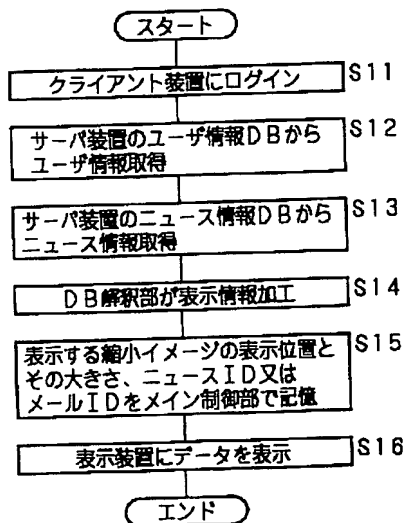 スタート
クライアント装置にログイン S11
サーバ装置のユーザ情報DBから S12
ユーザ情報取得
サーバ装置のニュース情報DBから S13
ニュース情報取得
DB解釈部が表示情報加工 S14
表示する縮小イメージの表示位置と S15
その大きさ、ニュースID又は
メールIDをメイン制御部で記憶
表示装置にデータを表示 S16
エンド